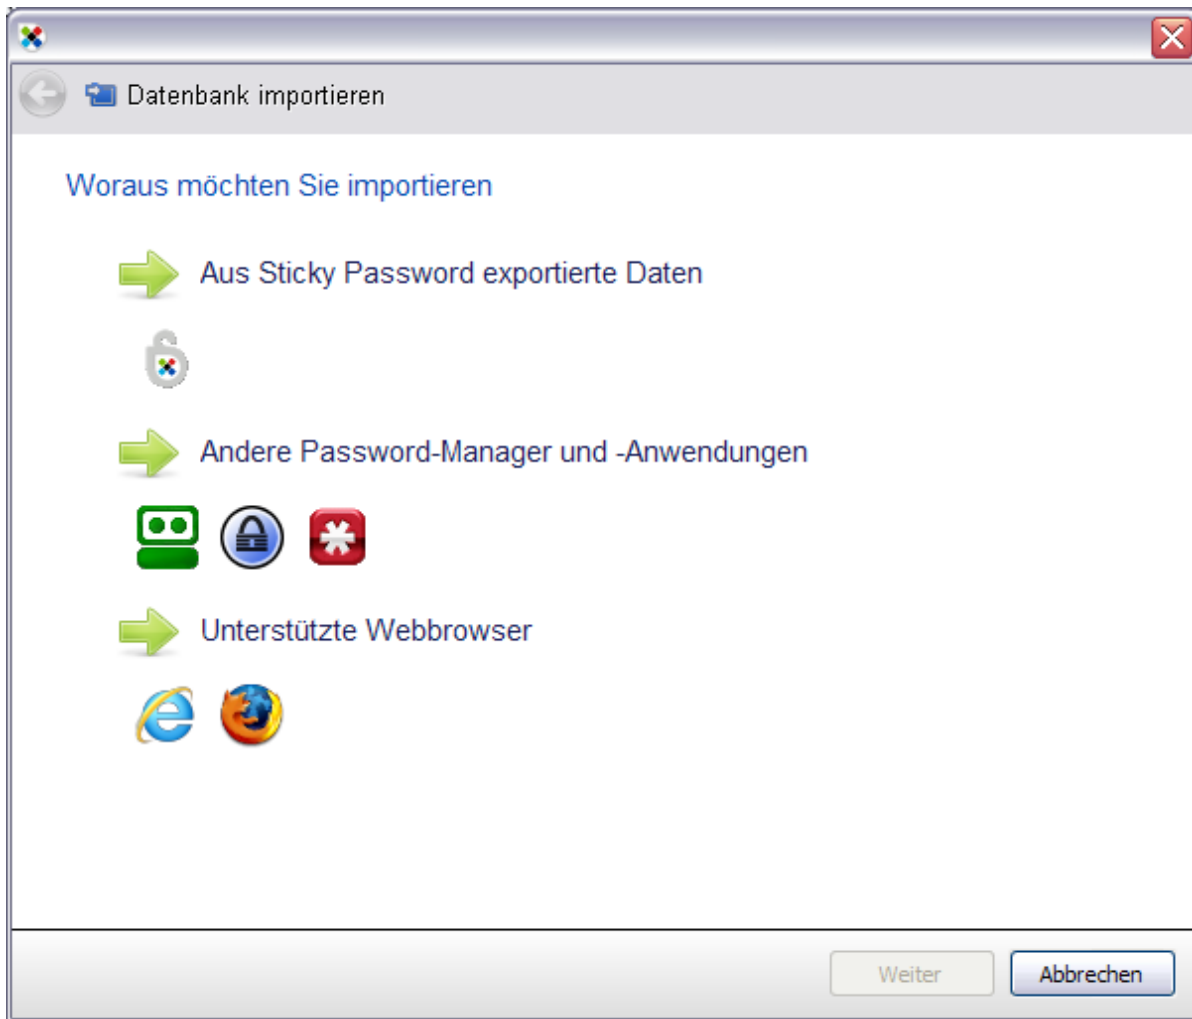 Datenbank importieren
Woraus möchten Sie importieren
Aus Sticky Password exportierte Daten
Andere Password-Manager und -Anwendungen
Unterstützte Webbrowser
Weiter
Abbrechen